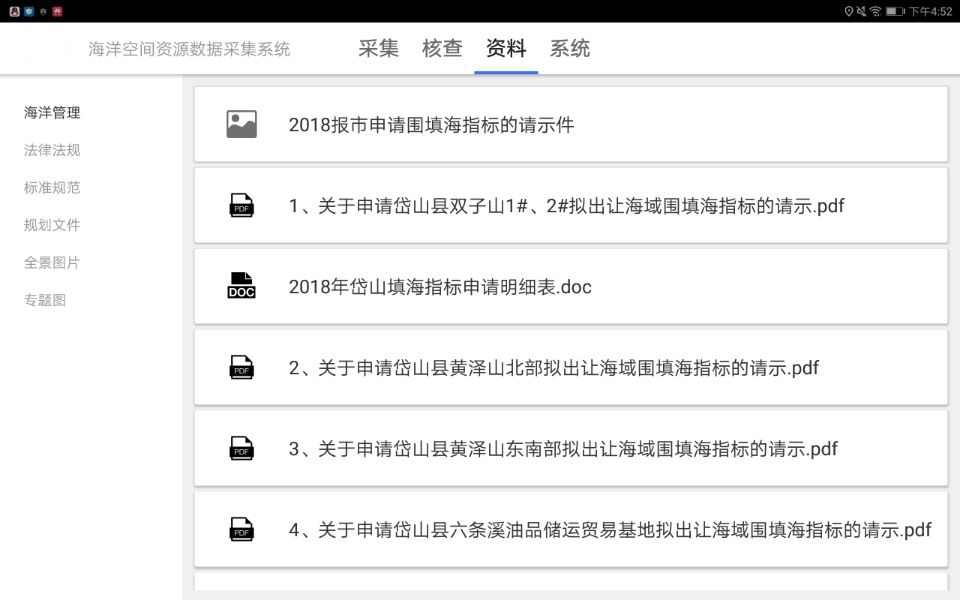 下午4:52
海洋空间资源数据采集系统
采集 核查 资料 系统
海洋管理
法律法规
标准规范
规划文件
全景图片
专题图
2018报市申请围填海指标的请示件
PDF
1、关于申请岱山县双子山1#、2#拟出让海域围填海指标的请示.pdf
DOC
2018年岱山填海指标申请明细表.doc
PDF
2、关于申请岱山县黄泽山北部拟出让海域围填海指标的请示.pdf
PDF
3、关于申请岱山县黄泽山东南部拟出让海域围填海指标的请示.pdf
PDF
4、关于申请岱山县六条溪油品储运贸易基地拟出让海域围填海指标的请示.pdf